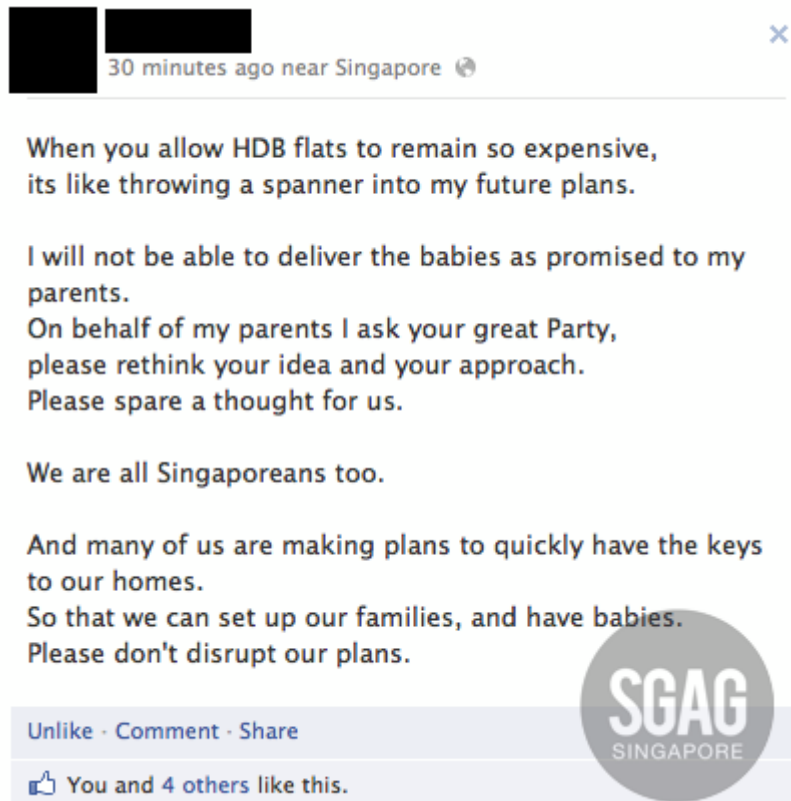 30 minutes ago near Singapore
When you allow HDB flats to remain so expensive,
its like throwing a spanner into my future plans.
I will not be able to deliver the babies as promised to my
parents.
On behalf of my parents I ask your great Party,
please rethink your idea and your approach.
Please spare a thought for us.
We are all Singaporeans too.
And many of us are making plans to quickly have the keys
to our homes.
So that we can set up our families, and have babies.
Please don't disrupt our plans.
SGAG
SINGAPORE
Unlike · Comment · Share
You and 4 others like this.